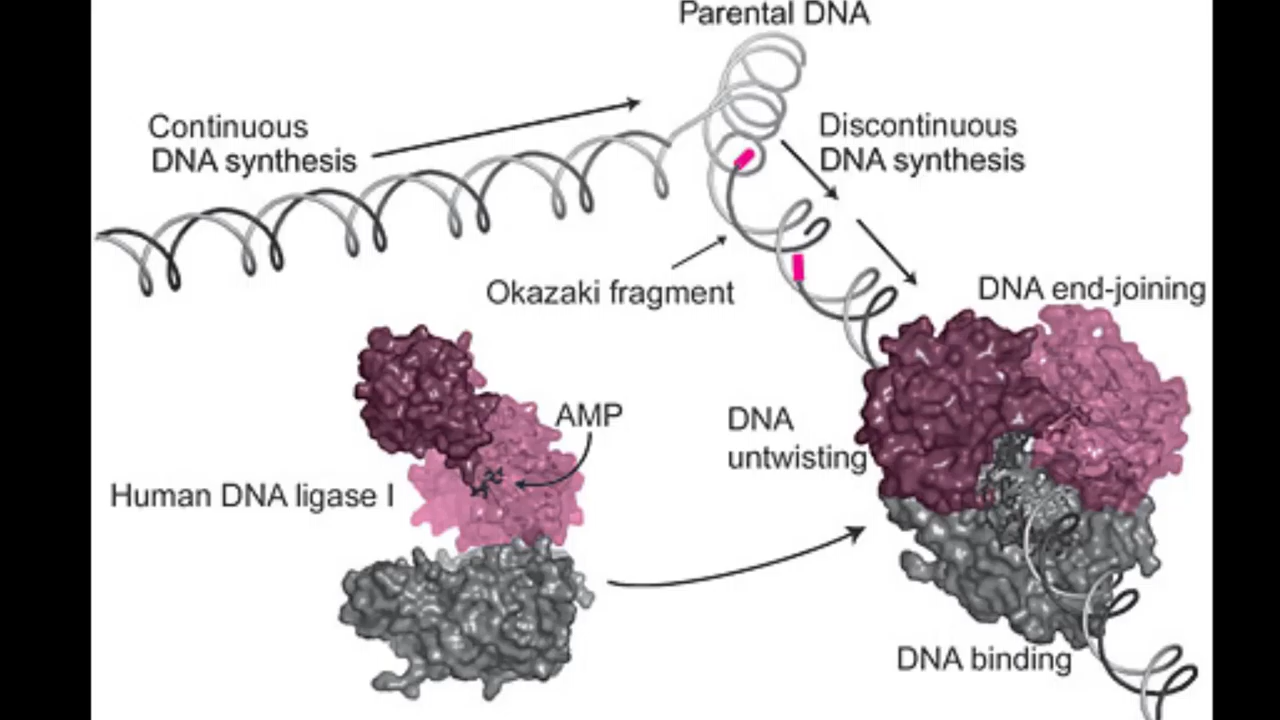 Parental DNA
Continuous
DNA synthesis
Discontinuous
DNA synthesis
Okazaki fragment
DNA end-joining
AMP
DNA
untwisting
Human DNA ligase I
DNA binding